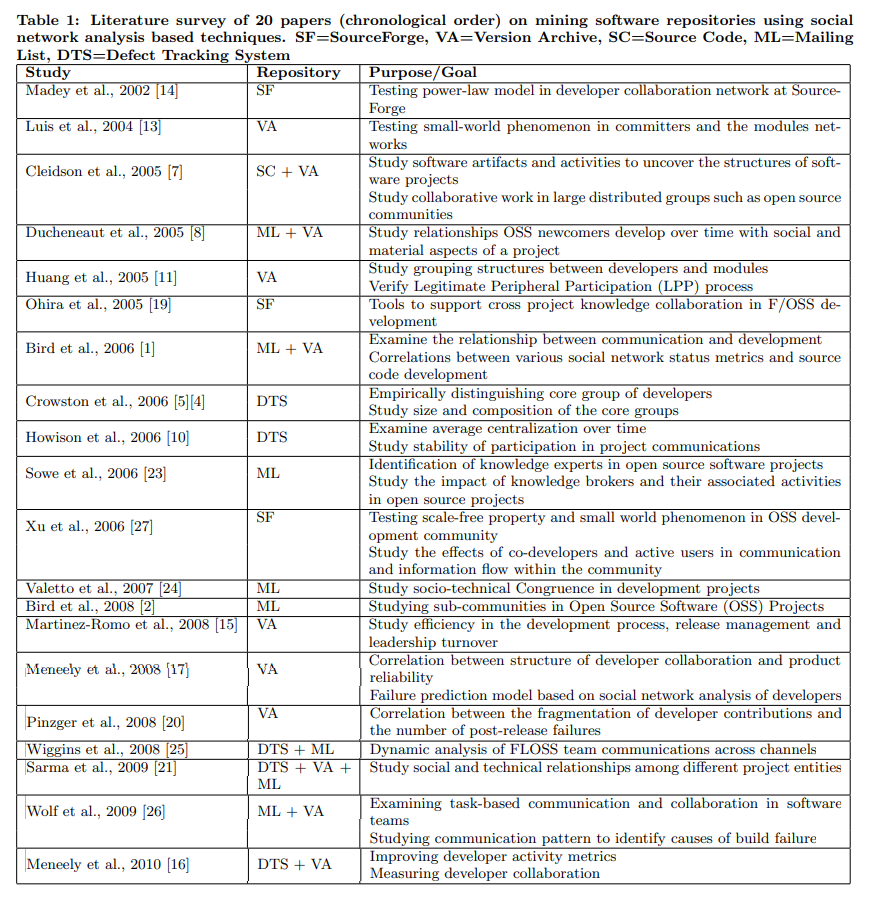 Table 1: Literature survey of 20 papers (chronological order) on mining software repositories using social
network analysis based techniques. SF=SourceForge, VA=Version Archive, SC=Source Code, ML=Mailing
List, DTS=Defect Tracking System
Study Repository Purpose/Goal
Madey et al., 2002 [14] SF Testing power-law model in developer collaboration network at Source-
Forge
Luis et al., 2004 [13] VA Testing small-world phenomenon in committers and the modules net-
works
Cleidson et al., 2005 [7] SC + VA Study software artifacts and activities to uncover the structures of soft-
ware projects
Study collaborative work in large distributed groups such as open source
communities
Ducheneaut et al., 2005 [8] ML + VA Study relationships OSS newcomers develop over time with social and
material aspects of a project
Huang et al., 2005 [11] VA Study grouping structures between developers and modules
Verify Legitimate Peripheral Participation (LPP) process
Ohira et al., 2005 [19] SF Tools to support cross project knowledge collaboration in F/OSS de-
velopment
Bird et al., 2006 [1] ML + VA Examine the relationship between communication and development
Correlations between various social network status metrics and source
code development
Crowston et al., 2006 [5][4] DTS Empirically distinguishing core group of developers
Study size and composition of the core groups
Howison et al., 2006 [10] DTS Examine average centralization over time
Study stability of participation in project communications
Sowe et al., 2006 [23] ML Identification of knowledge experts in open source software projects
Study the impact of knowledge brokers and their associated activities
in open source projects
Xu et al., 2006 [27] SF Testing scale-free property and small world phenomenon in OSS devel-
opment community
Study the effects of co-developers and active users in communication
and information flow within the community
Valetto et al., 2007 [24] ML Study socio-technical Congruence in development projects
Bird et al., 2008 [2] ML Studying sub-communities in Open Source Software (OSS) Projects
Martinez-Romo et al., 2008 [15] VA Study efficiency in the development process, release management and
leadership turnover
Meneely et al., 2008 [17] VA Correlation between structure of developer collaboration and product
reliability
Failure prediction model based on social network analysis of developers
Pinzger et al., 2008 [20] VA Correlation between the fragmentation of developer contributions and
the number of post-release failures
Wiggins et al., 2008 [25] DTS + ML Dynamic analysis of FLOSS team communications across channels
Sarma et al., 2009 [21] DTS + VA + Study social and technical relationships among different project entities
ML
Wolf et al., 2009 [26] ML + VA Examining task-based communication and collaboration in software
teams
Studying communication pattern to identify causes of build failure
Meneely et al., 2010 [16] DTS + VA Improving developer activity metrics
Measuring developer collaboration